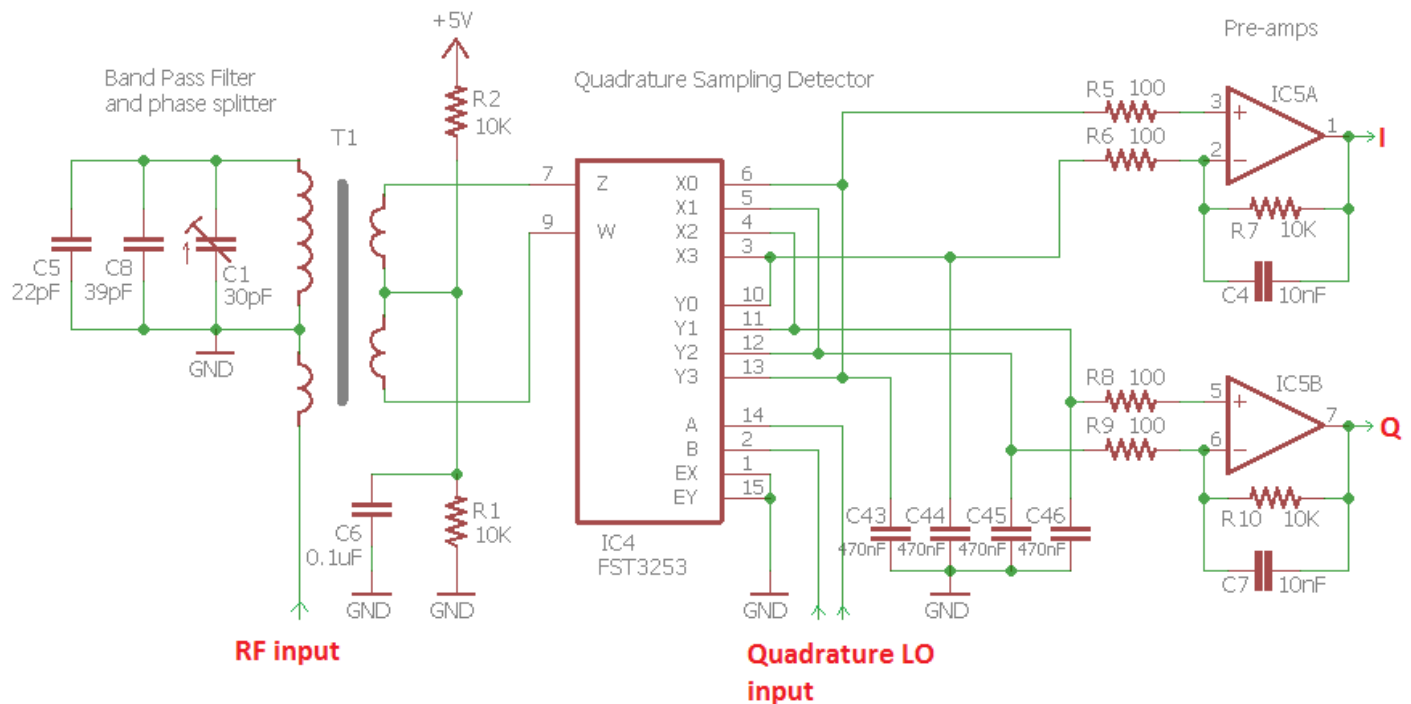 Pre-amps
+5V
Band Pass Filter
and phase splitter
Quadrature Sampling Detector
R2
10K
T1
R5 100
3
+
IC5A
1
I
R6 100
2
−
R7 10K
C4 10nF
C5
22pF
C8
39pF
C1
30pF
GND
7
Z
9
W
X0
6
X1
5
X2
4
X3
3
Y0
10
Y1
11
Y2
12
Y3
13
A
14
B
2
EX
1
EY
15
IC4
FST3253
R8 100
5
+
IC5B
7
Q
R9 100
6
−
R10 10K
C7 10nF
C6
0.1uF
R1
10K
C43
470nF
C44
470nF
C45
470nF
C46
470nF
GND
GND
GND
GND
RF input
Quadrature LO
input